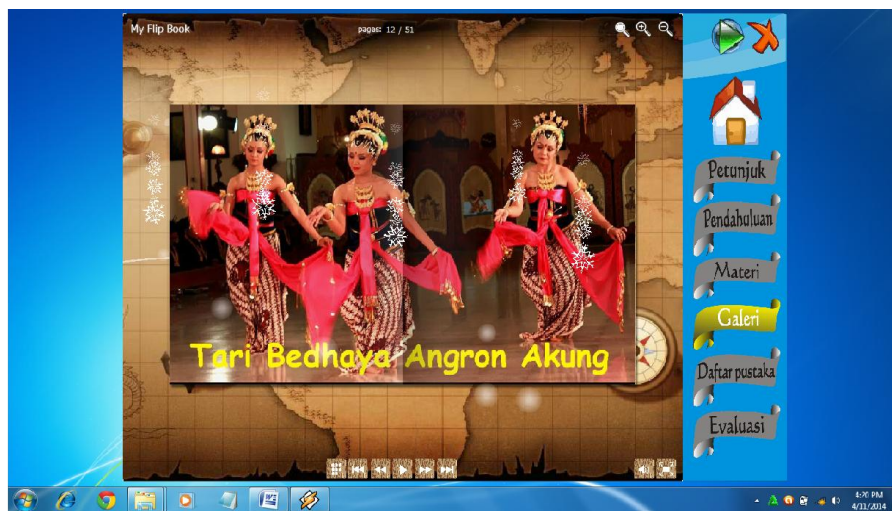 My Flip Book
pages: 12 / 51
Tari Bedhaya Angron Akung
Petunjuk
Pendahuluan
Materi
Galeri
Daftar pustaka
Evaluasi
4:20 PM
4/11/2014